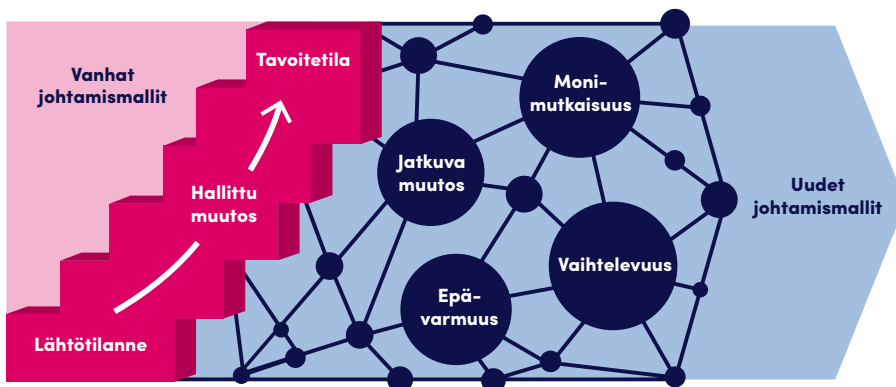 Vanhat
johtamismallit
Tavoitetila
Hallittu
muutos
Lähtötilanne
Moni-
mutkaisuus
Jatkuva
muutos
Vaihtelevuus
Epä-
varmuus
Uudet
johtamismallit